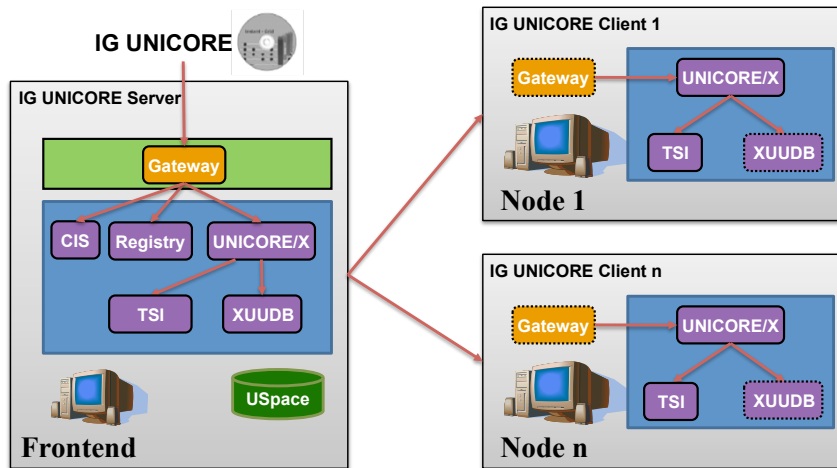 IG UNICORE
IG UNICORE Server
Gateway
CIS
Registry
UNICORE/X
TSI
XUUDB
USpace
Frontend
IG UNICORE Client 1
Gateway
UNICORE/X
TSI
XUUDB
Node 1
IG UNICORE Client n
Gateway
UNICORE/X
TSI
XUUDB
Node n